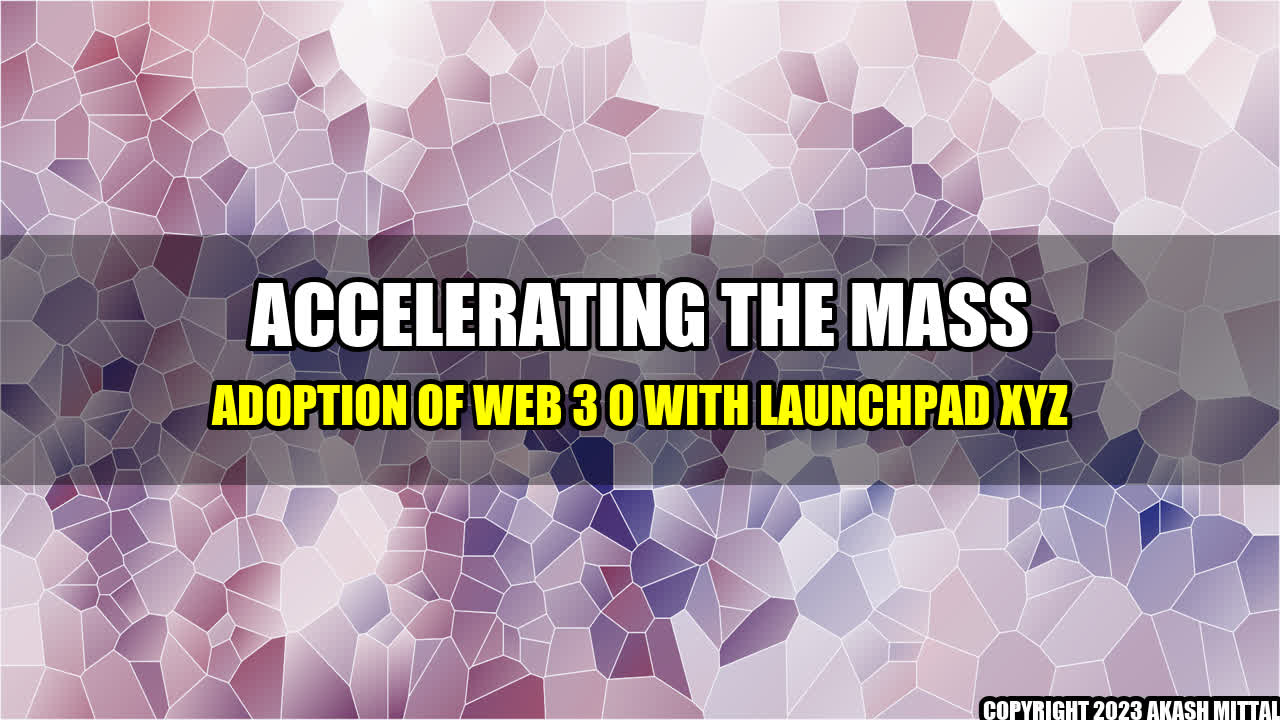 ACCELERATING THE MASS
ADOPTION OF WEB 3 0 WITH LAUNCHPAD XYZ
COPYRIGHT 2023 AKASH MITTAL